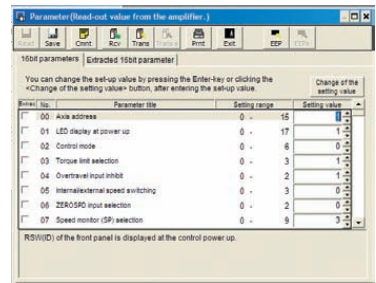 Parameter(Read-out value from the amplifier.)
Read Save Cmnt Rcv Trans Prnt Exit EEP
16bit parameters Extracted 16bit parameter
You can change the set-up value by pressing the Enter-key or clicking the
<Change of the setting value> button, after entering the set-up value.
Change of the
setting value
No. Parameter title Setting range Setting value
00 Axis address 0 - 15 1
01 LED display at power up 0 - 17 1
02 Control mode 0 - 6 0
03 Torque limit selection 0 - 3 1
04 Overtravel input inhibit 0 - 2 1
05 Internal/external speed switching 0 - 3 0
06 ZEROSPD input selection 0 - 2 0
07 Speed monitor (SP) selection 0 - 9 3
RSW(ID) of the front panel is displayed at the control power up.